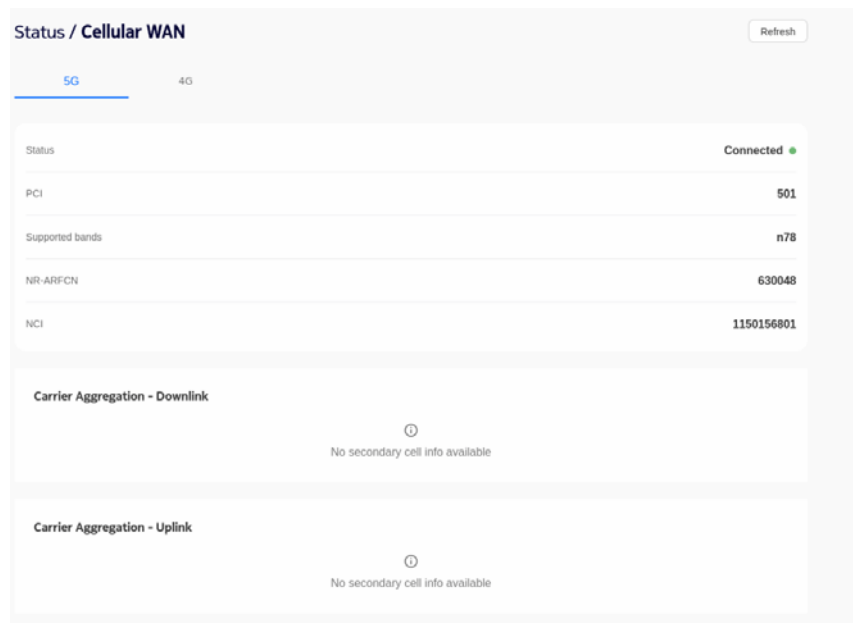 Status / Cellular WAN
Refresh
5G 4G
Status Connected
PCI 501
Supported bands n78
NR-ARFCN 630048
NCI 1150156801
Carrier Aggregation - Downlink
No secondary cell info available
Carrier Aggregation - Uplink
No secondary cell info available